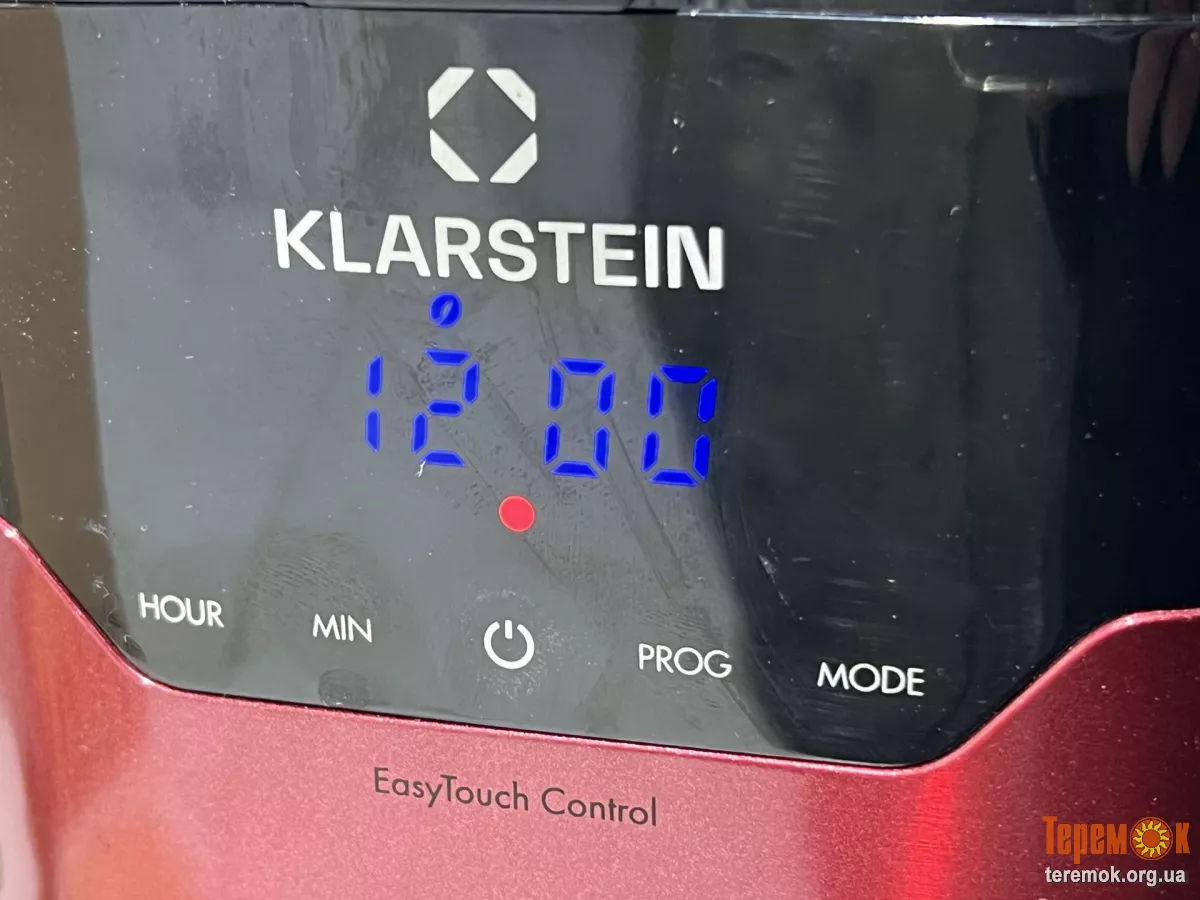 KLARSTEIN
12 00
HOUR MIN PROG MODE
EasyTouch Control
Теремок
teremok.org.ua